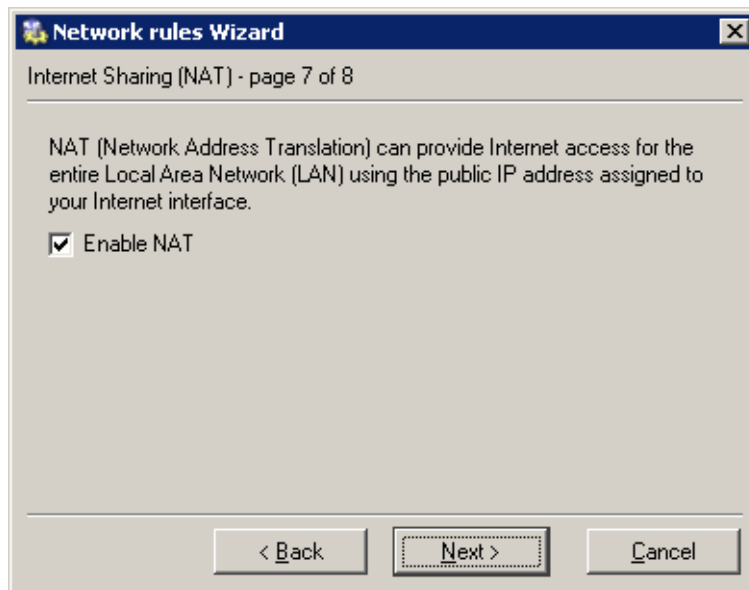 Network rules Wizard
Internet Sharing (NAT) - page 7 of 8
NAT (Network Address Translation) can provide Internet access for the
entire Local Area Network (LAN) using the public IP address assigned to
your Internet interface.
Enable NAT
< Back Next > Cancel